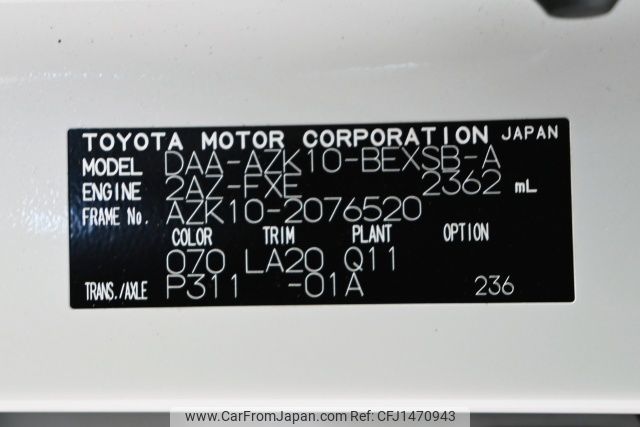 TOYOTA MOTOR CORPORATION JAPAN
MODEL DAA-AZK10-BEXSB-A
ENGINE 2AZ-FXE 2362 mL
FRAME No. AZK10-2076520
COLOR TRIM PLANT OPTION
070 LA20 Q11
TRANS./AXLE P311 -01A 236
www.CarFromJapan.com - CFJ1470943